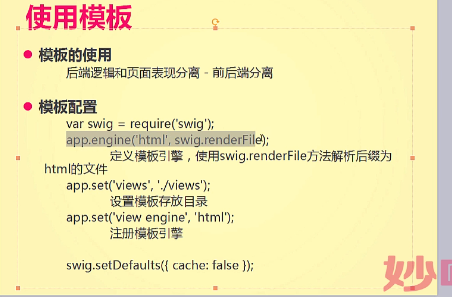 使用模板
模板的使用
后端逻辑和页面表现分离 - 前后端分离
模板配置
var swig = require('swig');
app.engine('html', swig.renderFile);
定义模板引擎，使用swig.renderFile方法解析后缀为
html的文件
app.set('views', './views');
设置模板存放目录
app.set('view engine', 'html');
注册模板引擎
swig.setDefaults({ cache: false });
妙